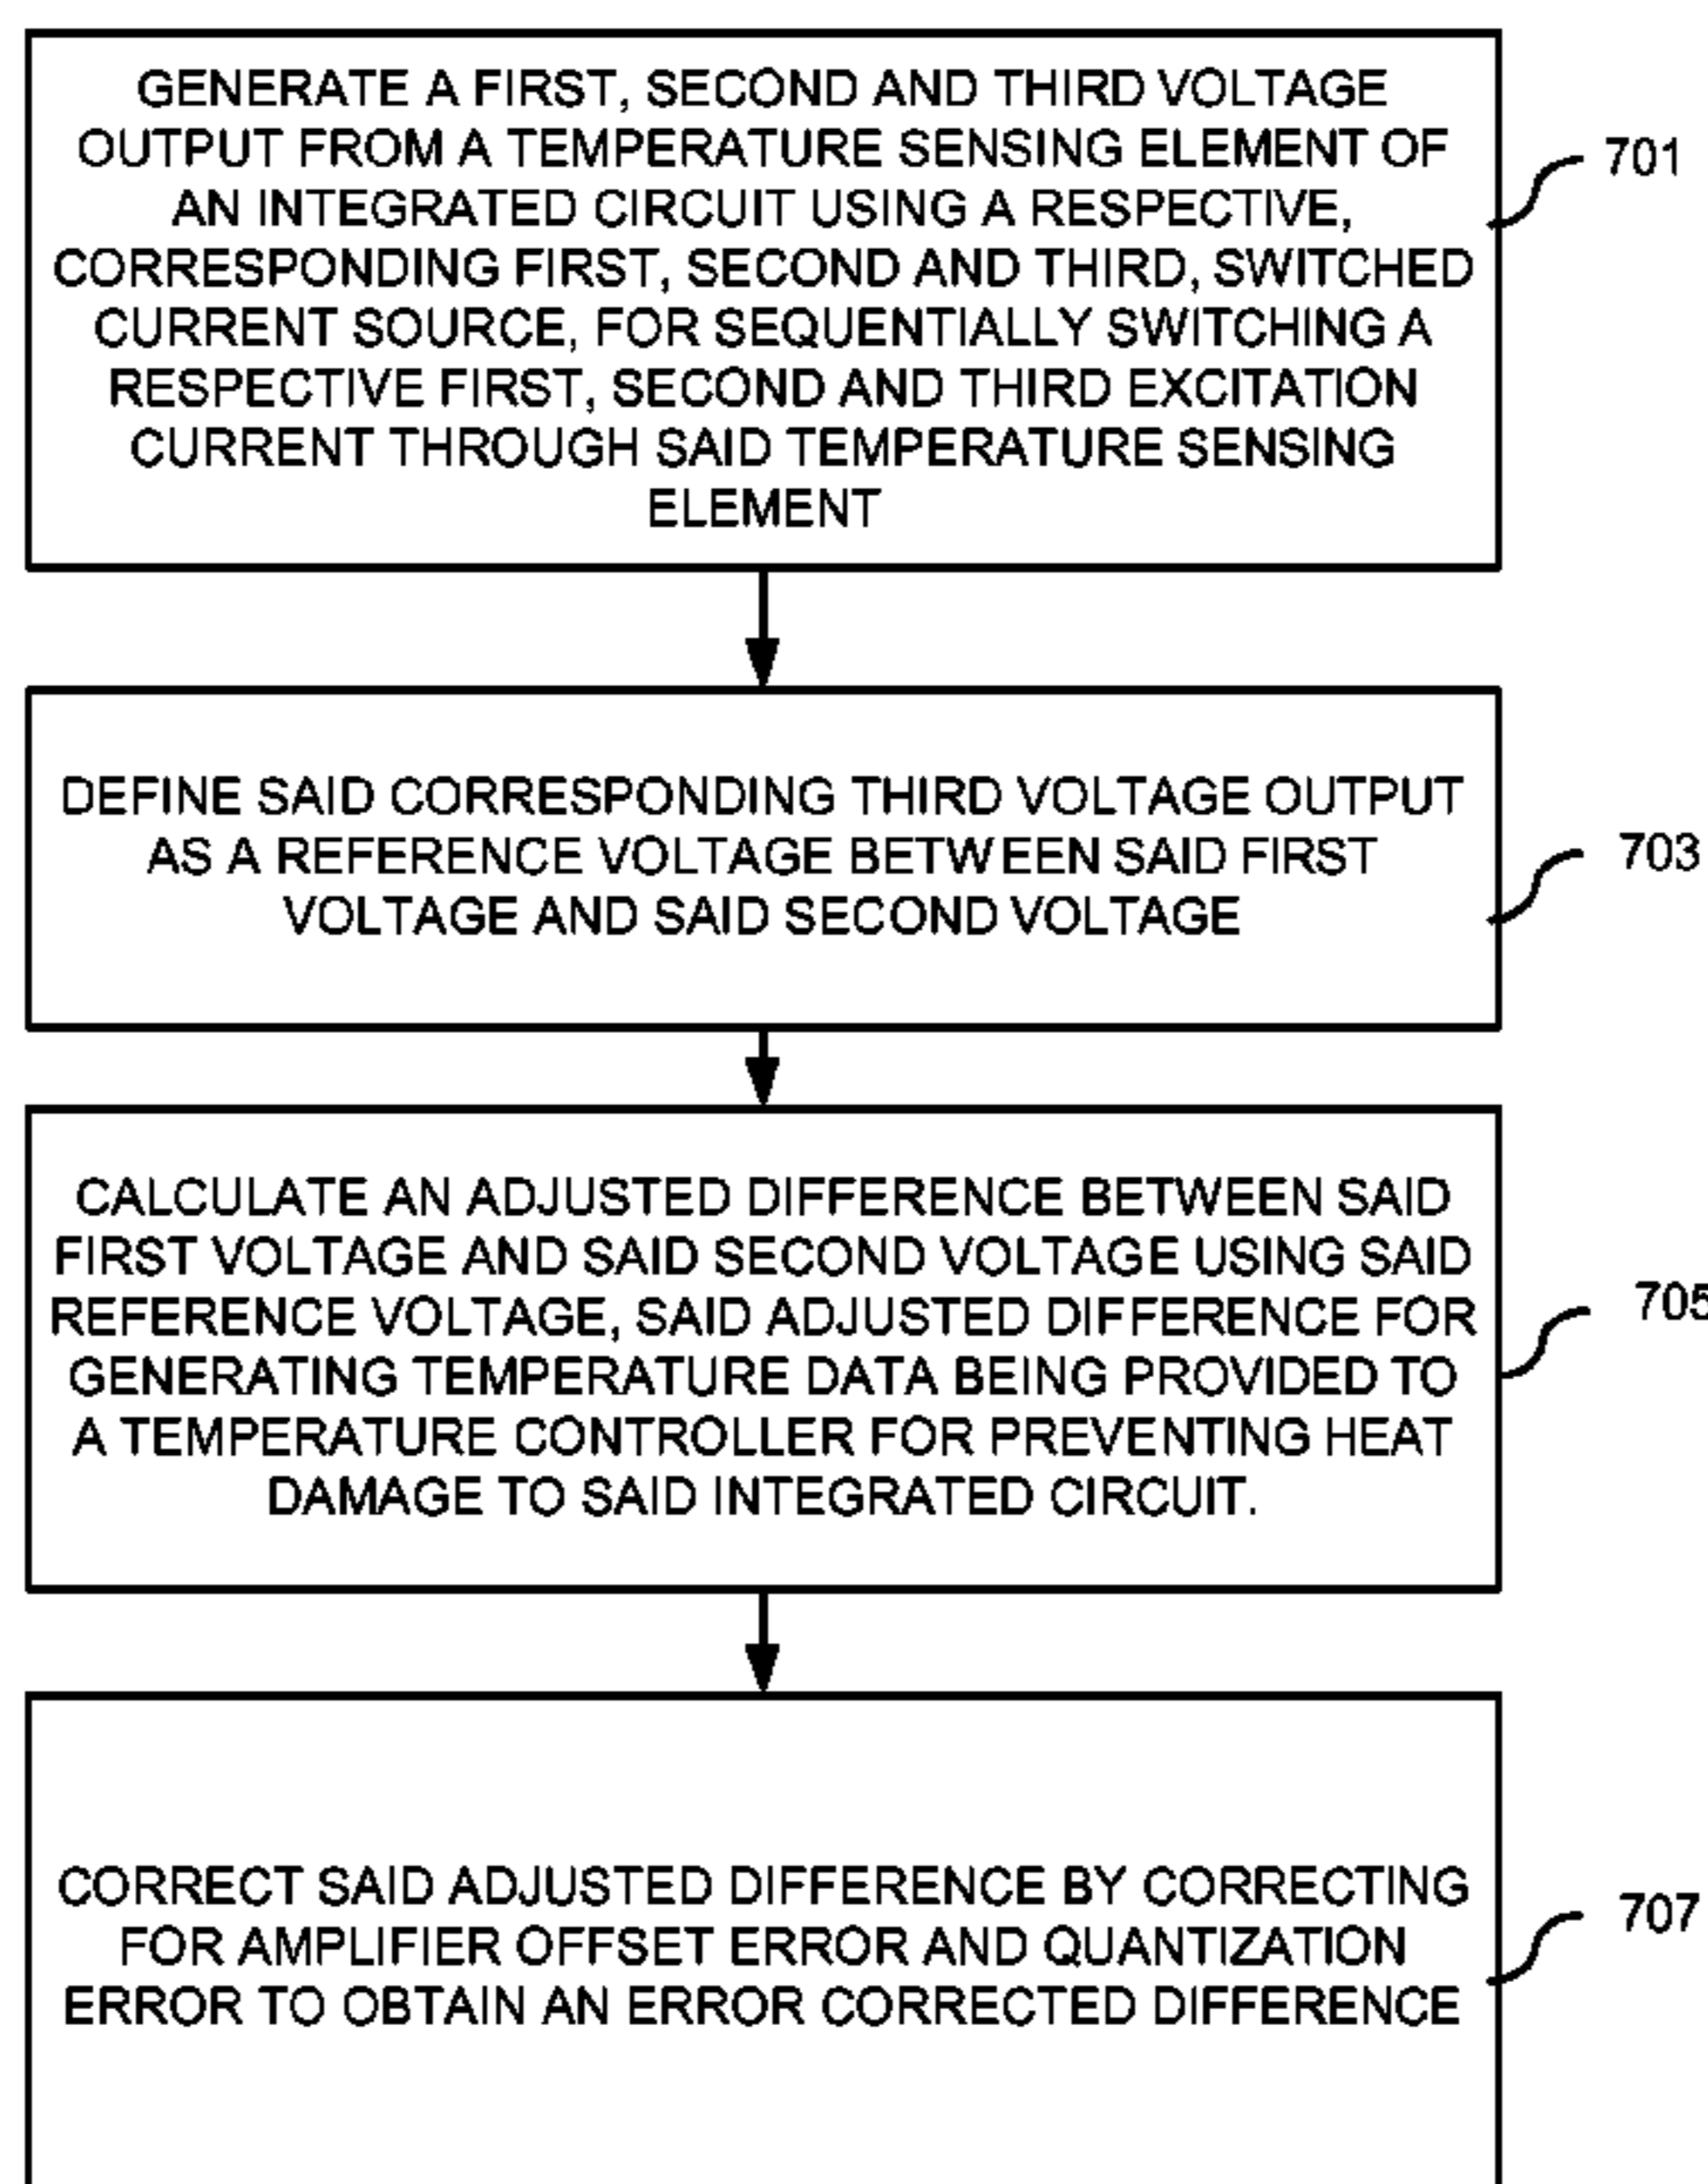 GENERATE A FIRST, SECOND AND THIRD VOLTAGE
OUTPUT FROM A TEMPERATURE SENSING ELEMENT OF
AN INTEGRATED CIRCUIT USING A RESPECTIVE,
CORRESPONDING FIRST, SECOND AND THIRD, SWITCHED
CURRENT SOURCE, FOR SEQUENTIALLY SWITCHING A
RESPECTIVE FIRST, SECOND AND THIRD EXCITATION
CURRENT THROUGH SAID TEMPERATURE SENSING
ELEMENT
701
DEFINE SAID CORRESPONDING THIRD VOLTAGE OUTPUT
AS A REFERENCE VOLTAGE BETWEEN SAID FIRST
VOLTAGE AND SAID SECOND VOLTAGE
703
CALCULATE AN ADJUSTED DIFFERENCE BETWEEN SAID
FIRST VOLTAGE AND SAID SECOND VOLTAGE USING SAID
REFERENCE VOLTAGE, SAID ADJUSTED DIFFERENCE FOR
GENERATING TEMPERATURE DATA BEING PROVIDED TO
A TEMPERATURE CONTROLLER FOR PREVENTING HEAT
DAMAGE TO SAID INTEGRATED CIRCUIT.
705
CORRECT SAID ADJUSTED DIFFERENCE BY CORRECTING
FOR AMPLIFIER OFFSET ERROR AND QUANTIZATION
ERROR TO OBTAIN AN ERROR CORRECTED DIFFERENCE
707